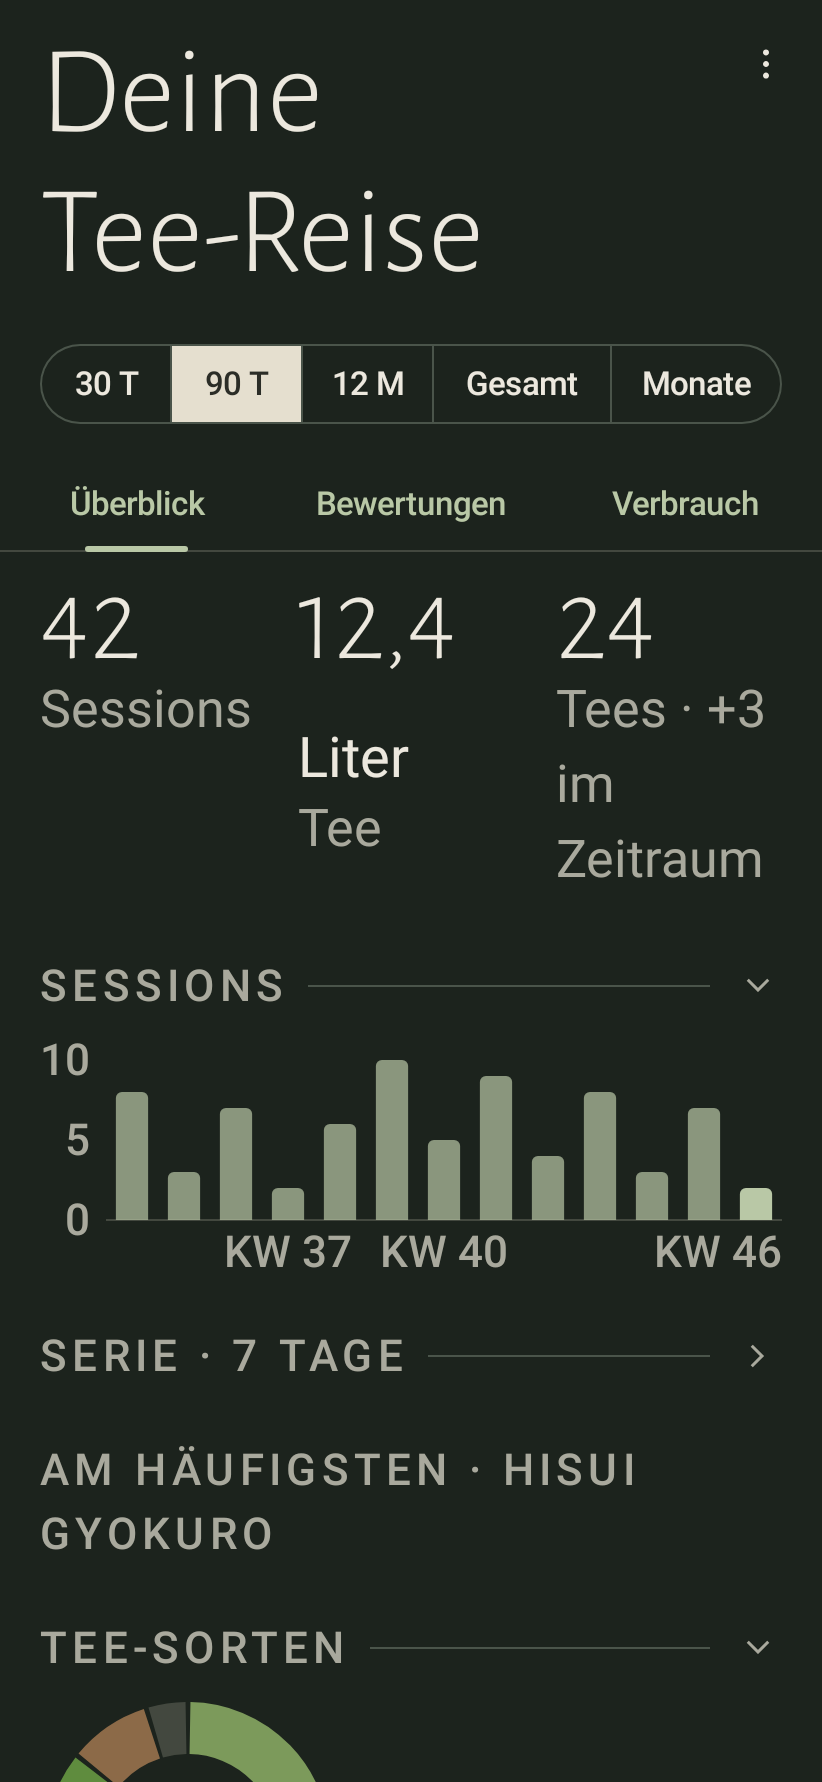 Deine
Tee-Reise
30 T
90 T
12 M
Gesamt
Monate
Überblick
Bewertungen
Verbrauch
42
Sessions
12,4
Liter
Tee
24
Tees · +3
im
Zeitraum
SESSIONS
10
5
0
KW 37
KW 40
KW 46
SERIE · 7 TAGE
AM HÄUFIGSTEN · HISUI
GYOKURO
TEE-SORTEN